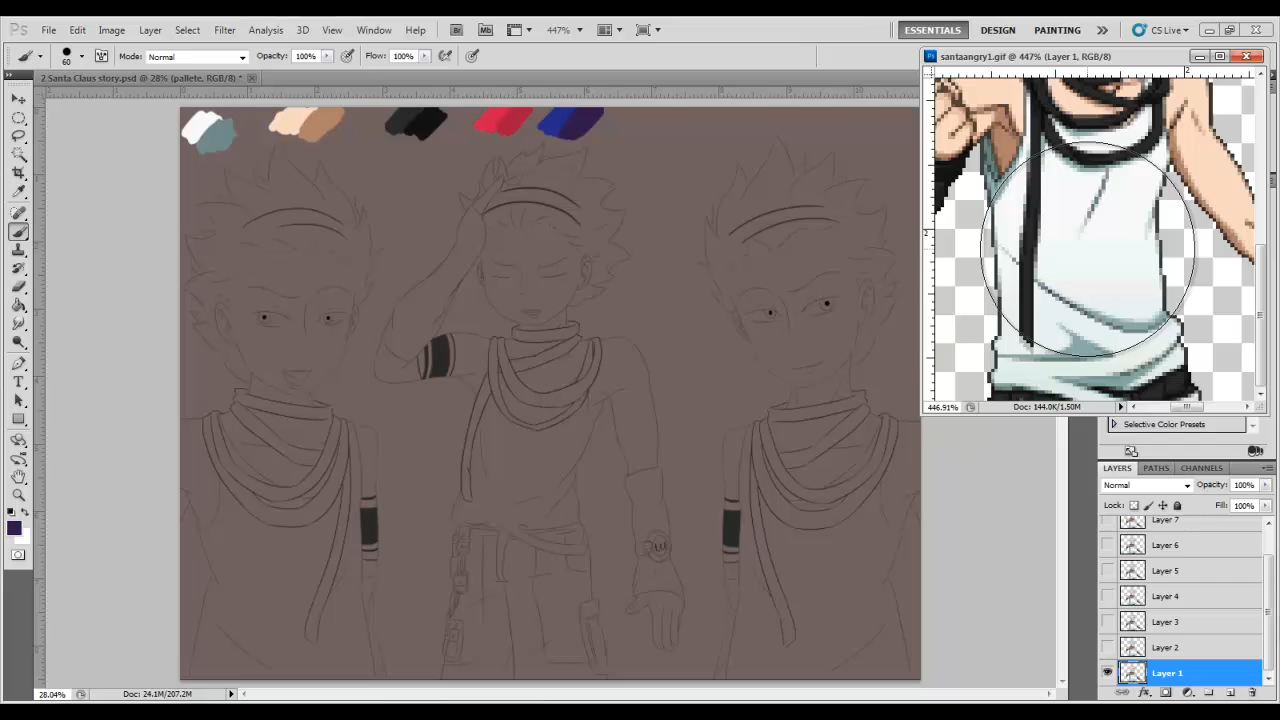 Ps File Edit Image Layer Select Filter Analysis 3D View Window Help Br Mb 447% ESSENTIALS DESIGN PAINTING CS Live
60 Mode: Normal Opacity: 100% Flow: 100%
2 Santa Claus story.psd @ 28% (pallete, RGB/8) *
santaangry1.gif @ 447% (Layer 1, RGB/8)
446.91% Doc: 144.0K/1.50M
Selective Color Presets
LAYERS PATHS CHANNELS
Normal Opacity: 100%
Lock: Fill: 100%
Layer 7
Layer 6
Layer 5
Layer 4
Layer 3
Layer 2
Layer 1
28.04% Doc: 24.1M/207.2M